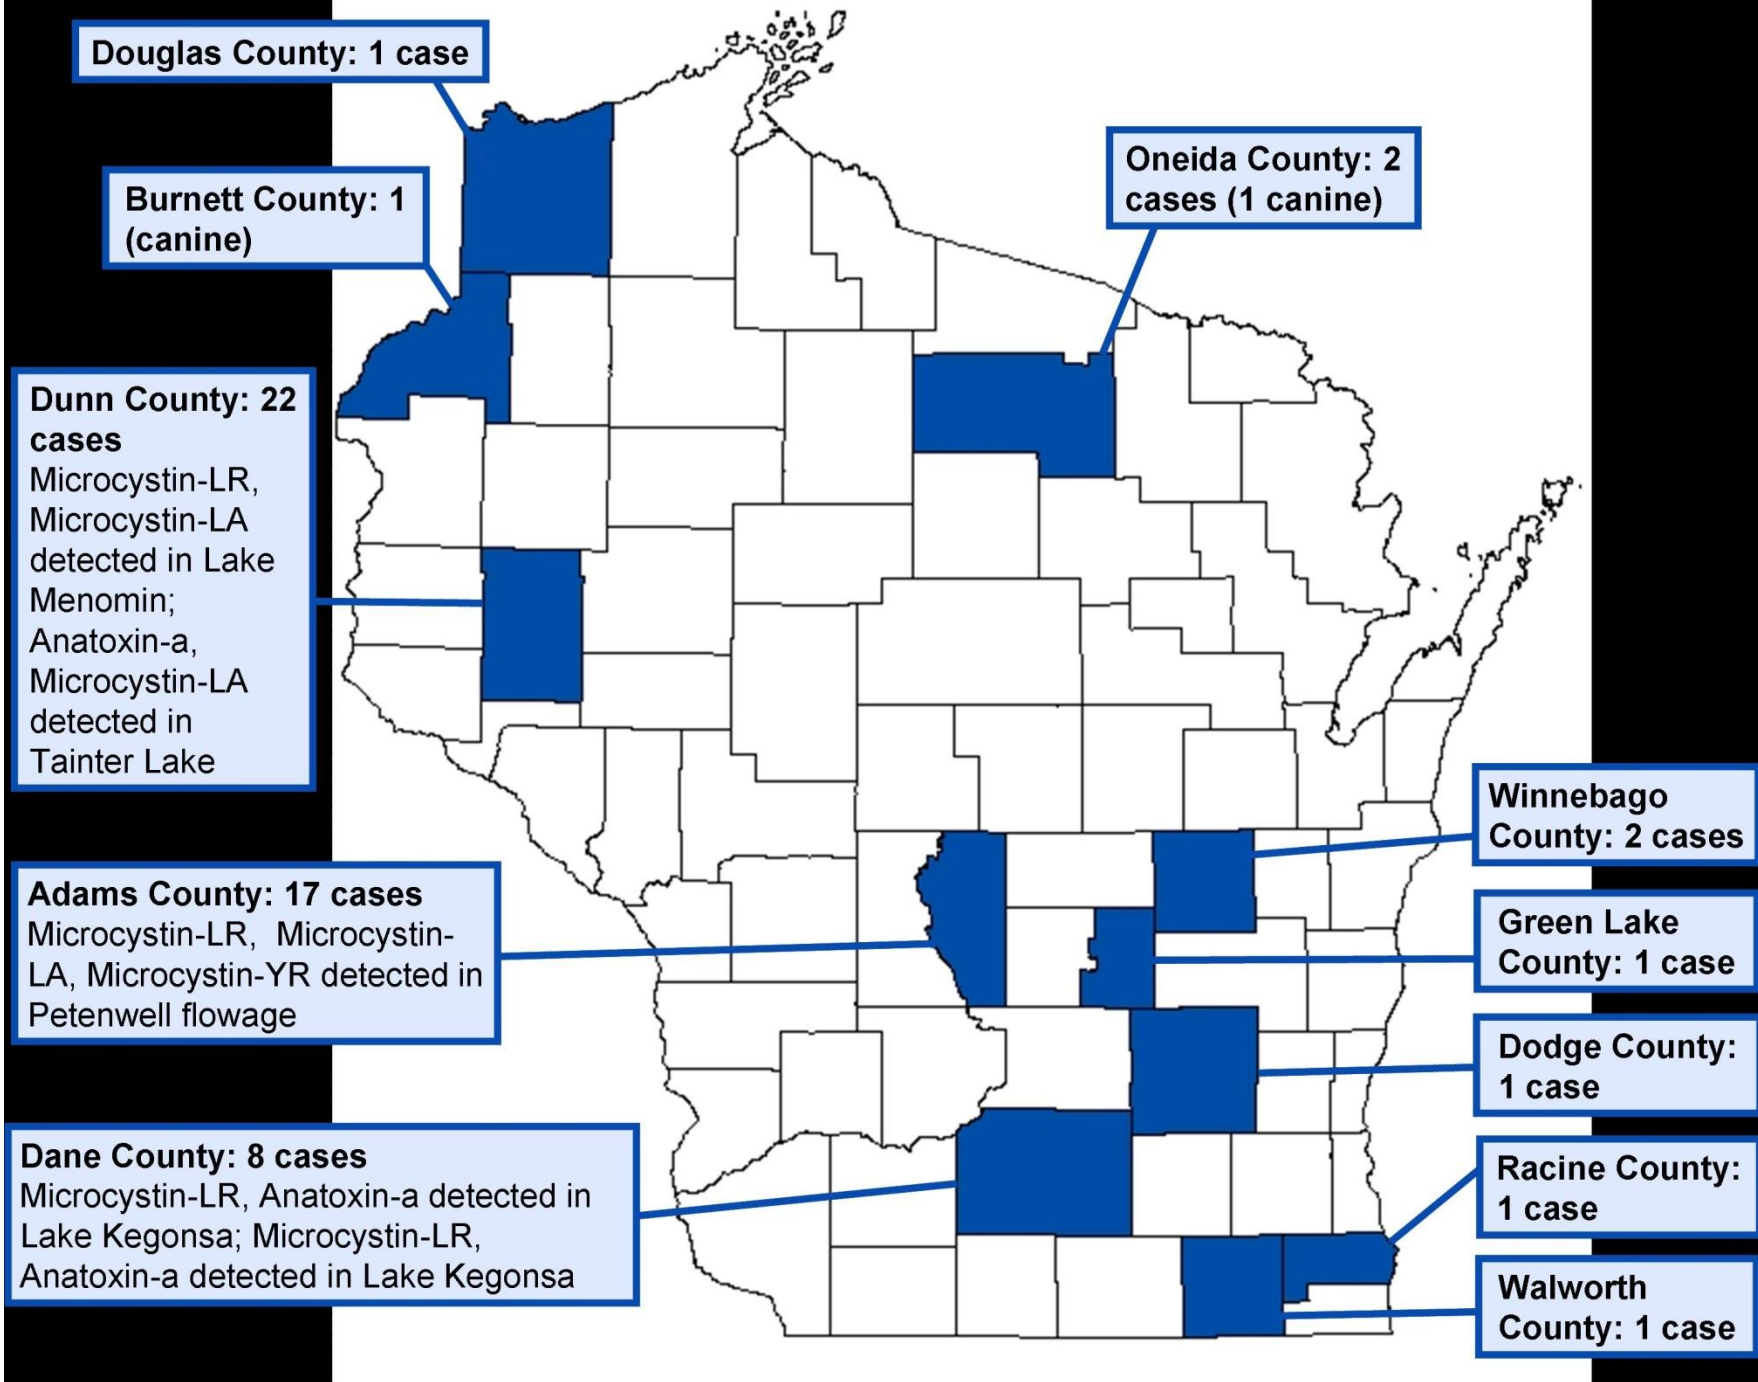 Douglas County: 1 case
Burnett County: 1
(canine)
Oneida County: 2
cases (1 canine)
Dunn County: 22
cases
Microcystin-LR,
Microcystin-LA
detected in Lake
Menomin;
Anatoxin-a,
Microcystin-LA
detected in
Tainter Lake
Winnebago
County: 2 cases
Adams County: 17 cases
Microcystin-LR,  Microcystin-
LA, Microcystin-YR detected in
Petenwell flowage
Green Lake
County: 1 case
Dodge County:
1 case
Dane County: 8 cases
Microcystin-LR, Anatoxin-a detected in
Lake Kegonsa; Microcystin-LR,
Anatoxin-a detected in Lake Kegonsa
Racine County:
1 case
Walworth
County: 1 case